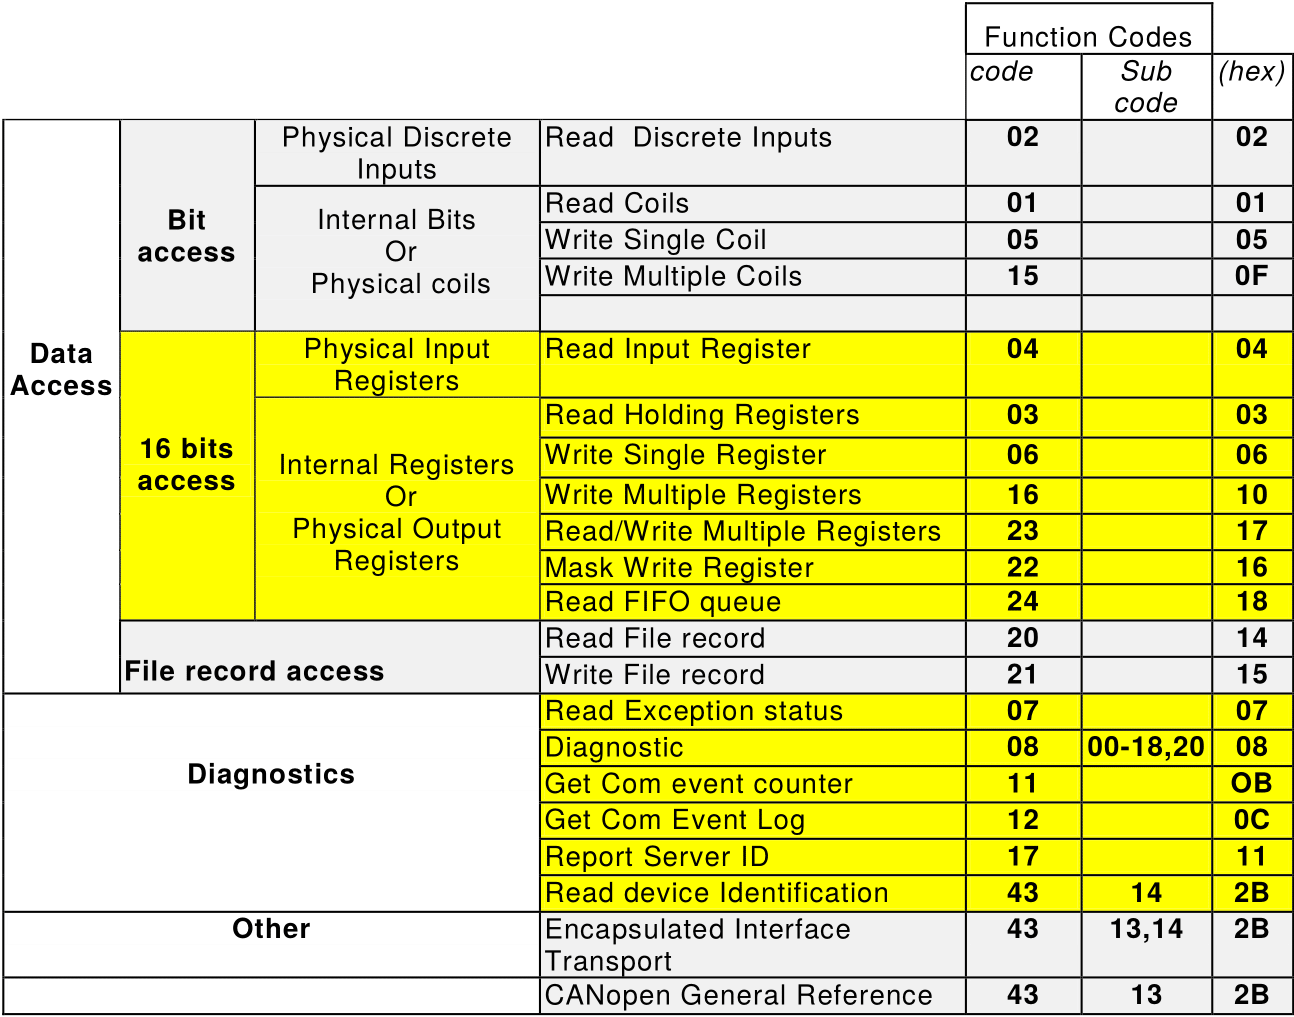 Function Codes
code Sub code (hex)
Data Access
Bit access
Physical Discrete Inputs
Read Discrete Inputs 02 02
Internal Bits Or Physical coils
Read Coils 01 01
Write Single Coil 05 05
Write Multiple Coils 15 0F
16 bits access
Physical Input Registers
Read Input Register 04 04
Internal Registers Or Physical Output Registers
Read Holding Registers 03 03
Write Single Register 06 06
Write Multiple Registers 16 10
Read/Write Multiple Registers 23 17
Mask Write Register 22 16
Read FIFO queue 24 18
File record access
Read File record 20 14
Write File record 21 15
Diagnostics
Read Exception status 07 07
Diagnostic 08 00-18,20 08
Get Com event counter 11 OB
Get Com Event Log 12 0C
Report Server ID 17 11
Read device Identification 43 14 2B
Other
Encapsulated Interface Transport 43 13,14 2B
CANopen General Reference 43 13 2B